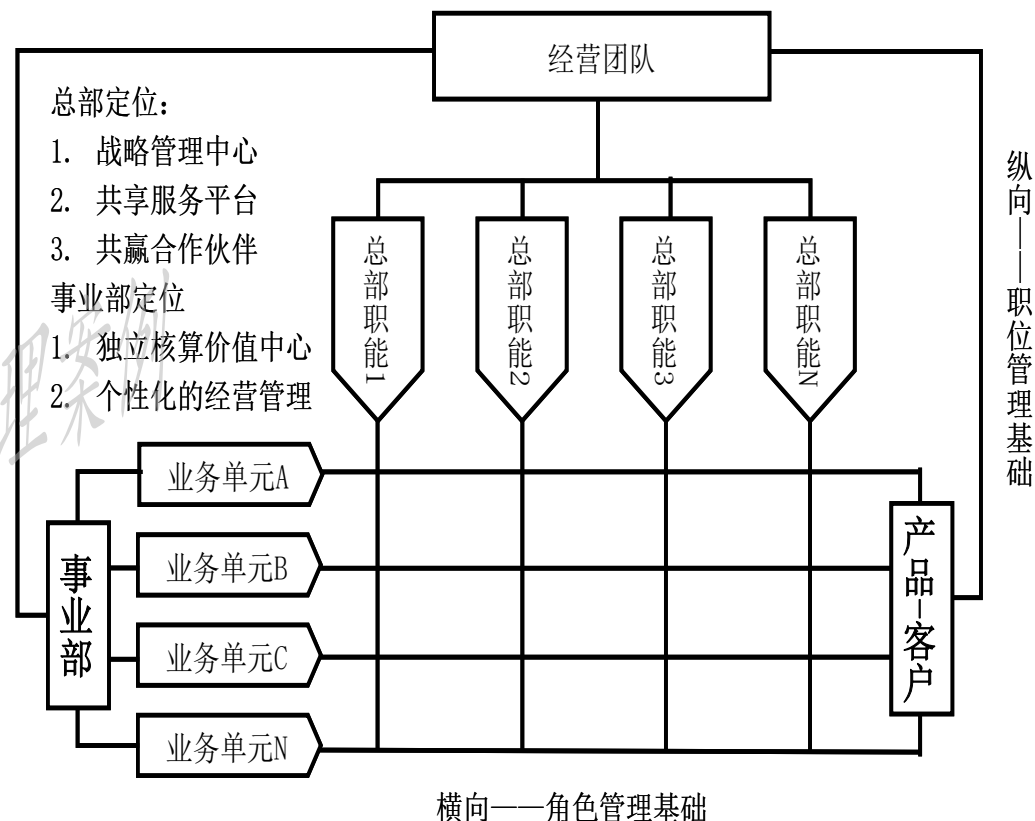 经营团队
总部定位：
1. 战略管理中心
2. 共享服务平台
3. 共赢合作伙伴
事业部定位
1. 独立核算价值中心
2. 个性化的经营管理
总部职能1
总部职能2
总部职能3
总部职能N
纵向——职位管理基础
事业部
业务单元A
业务单元B
业务单元C
业务单元N
产品-客户
横向——角色管理基础
理案例